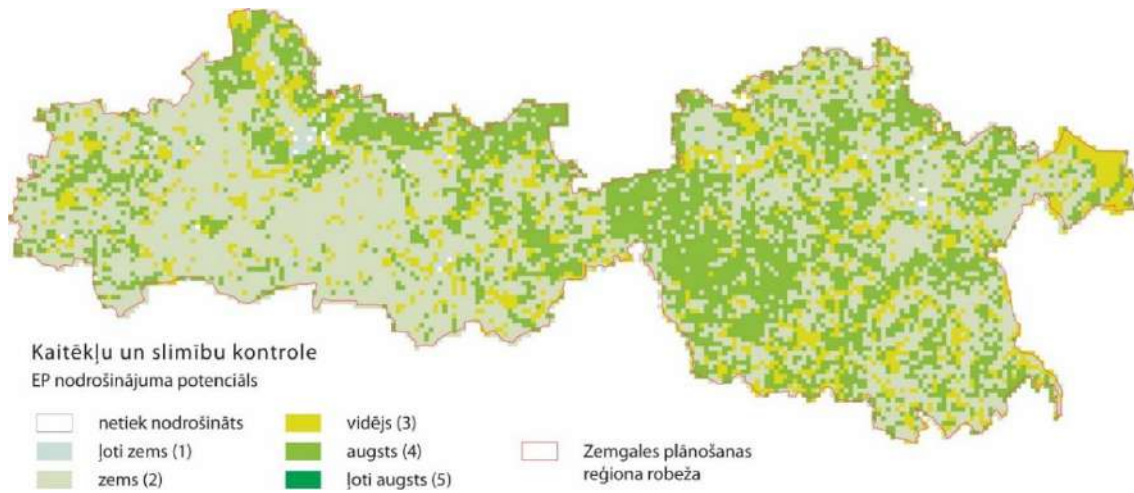 Kaitēkļu un slimību kontrole
EP nodrošinājuma potenciāls
netiek nodrošināts
ļoti zems (1)
zems (2)
vidējs (3)
augsts (4)
ļoti augsts (5)
Zemgales plānošanas
reģiona robeža